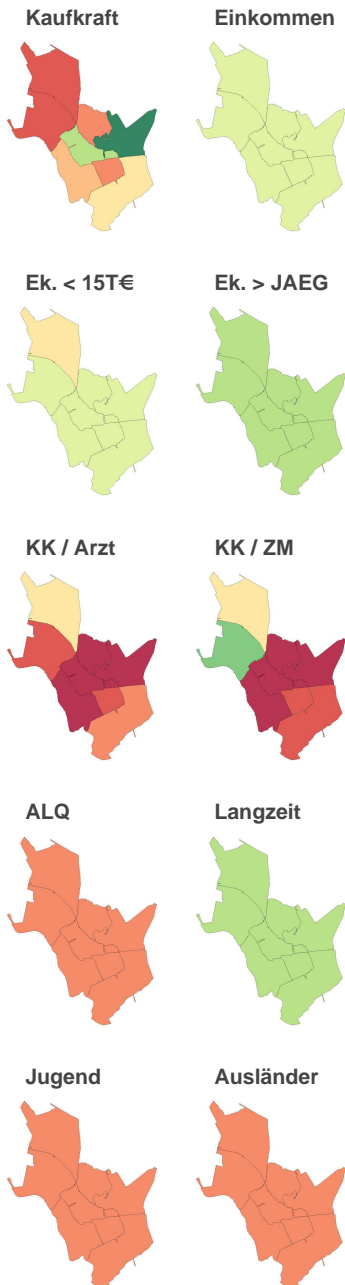 Kaufkraft
Einkommen
Ek. < 15T€
Ek. > JAEG
KK / Arzt
KK / ZM
ALQ
Langzeit
Jugend
Ausländer